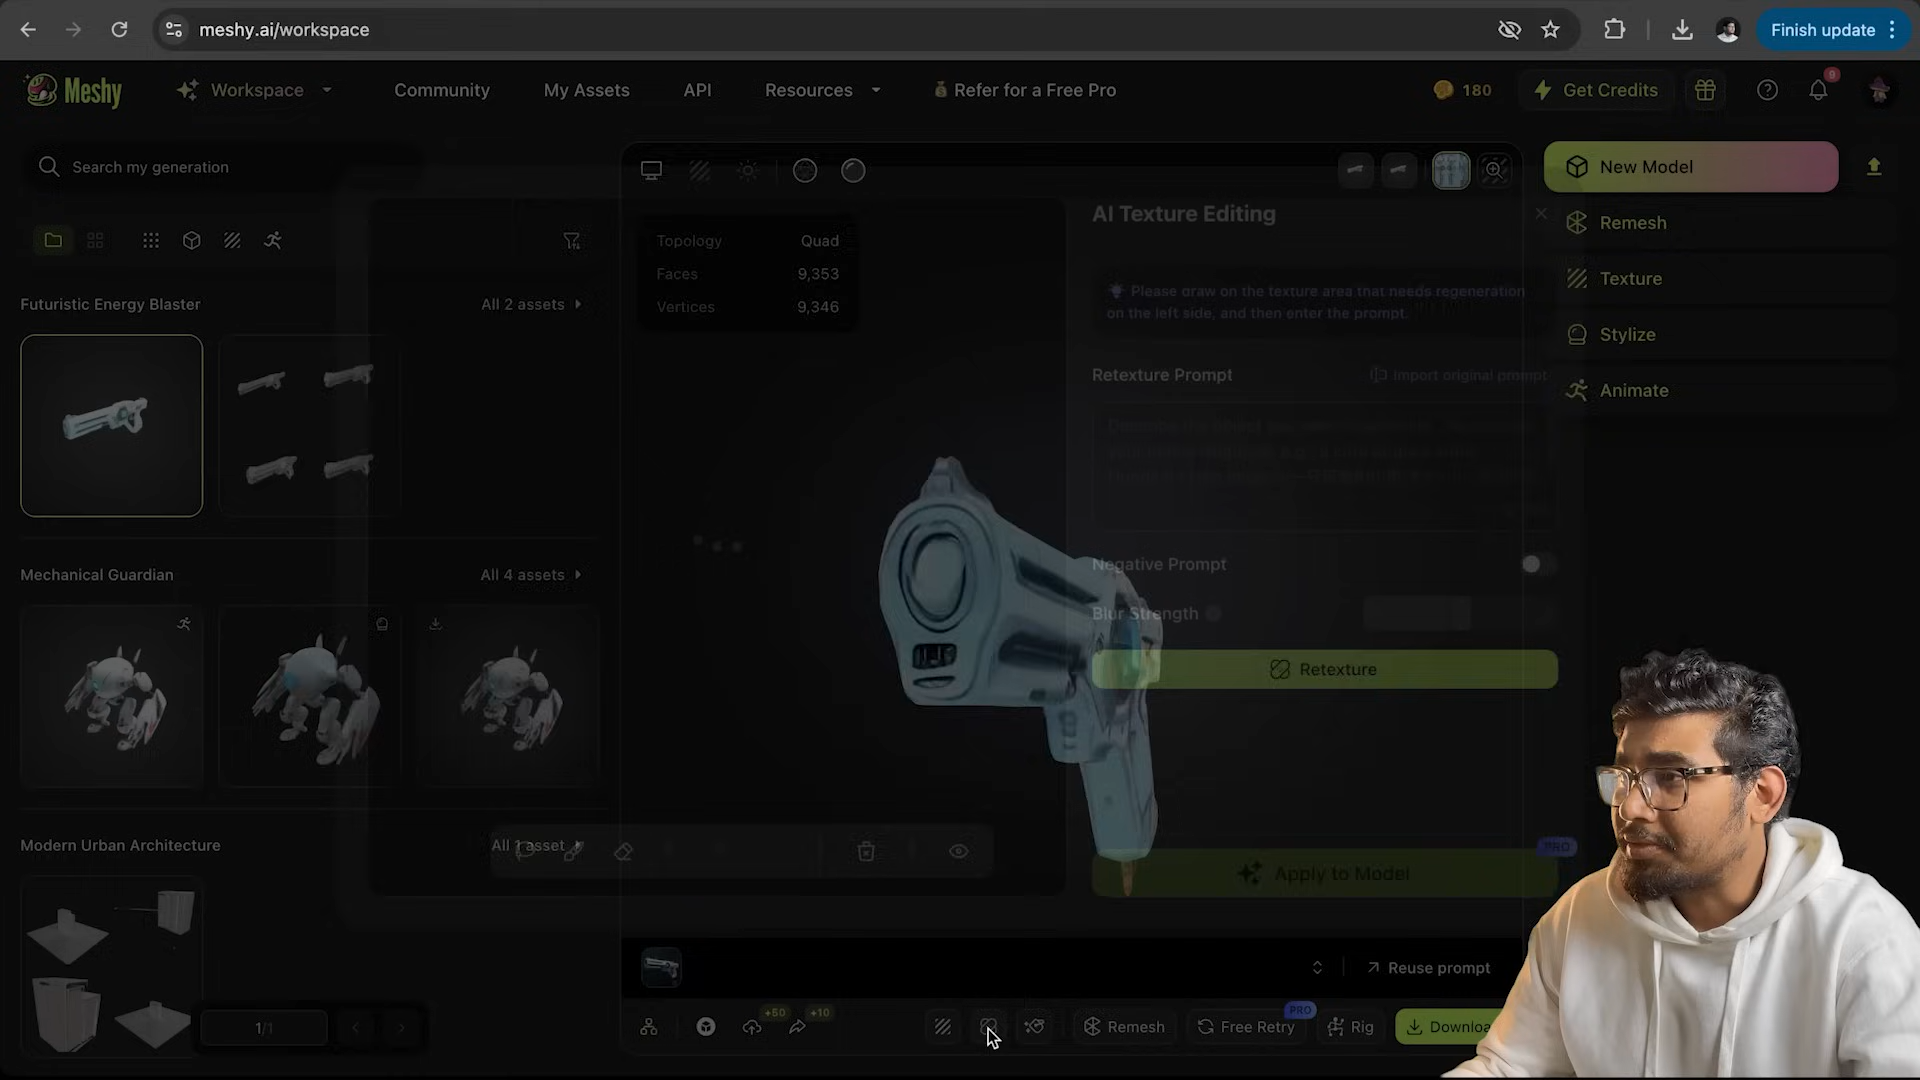 meshy.ai/workspace
Finish update
Meshy
Workspace
Community
My Assets
API
Resources
Refer for a Free Pro
180
Get Credits
9
Search my generation
New Model
Topology Quad
Faces 9,353
Vertices 9,346
AI Texture Editing
Remesh
Please draw on the texture area that needs regeneration
on the left side, and then enter the prompt.
Texture
Futuristic Energy Blaster
All 2 assets
Stylize
Retexture Prompt
Import original prompt
Animate
Negative Prompt
Mechanical Guardian
All 4 assets
Blur Strength
Retexture
Modern Urban Architecture
All 1 asset
PRO
Apply to Model
Reuse prompt
1/1
+50
+10
Remesh
PRO
Free Retry
Rig
Downloa